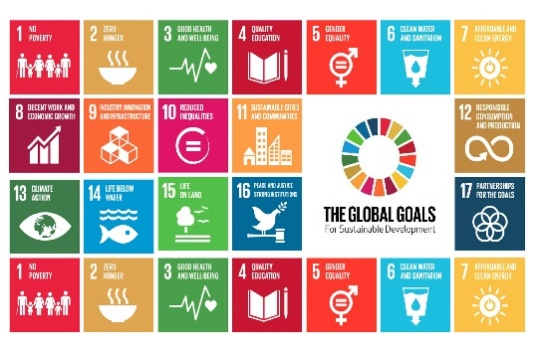 1 NO
POVERTY
2 ZERO
HUNGER
3 GOOD HEALTH
AND WELL-BEING
4 QUALITY
EDUCATION
5 GENDER
EQUALITY
6 CLEAN WATER
AND SANITATION
7 AFFORDABLE AND
CLEAN ENERGY
8 DECENT WORK AND
ECONOMIC GROWTH
9 INDUSTRY, INNOVATION
AND INFRASTRUCTURE
10 REDUCED
INEQUALITIES
11 SUSTAINABLE CITIES
AND COMMUNITIES
12 RESPONSIBLE
CONSUMPTION
AND PRODUCTION
13 CLIMATE
ACTION
14 LIFE BELOW
WATER
15 LIFE
ON LAND
16 PEACE AND JUSTICE
STRONG INSTITUTIONS
THE GLOBAL GOALS
For Sustainable Development
17 PARTNERSHIPS
FOR THE GOALS
1 NO
POVERTY
2 ZERO
HUNGER
3 GOOD HEALTH
AND WELL-BEING
4 QUALITY
EDUCATION
5 GENDER
EQUALITY
6 CLEAN WATER
AND SANITATION
7 AFFORDABLE AND
CLEAN ENERGY